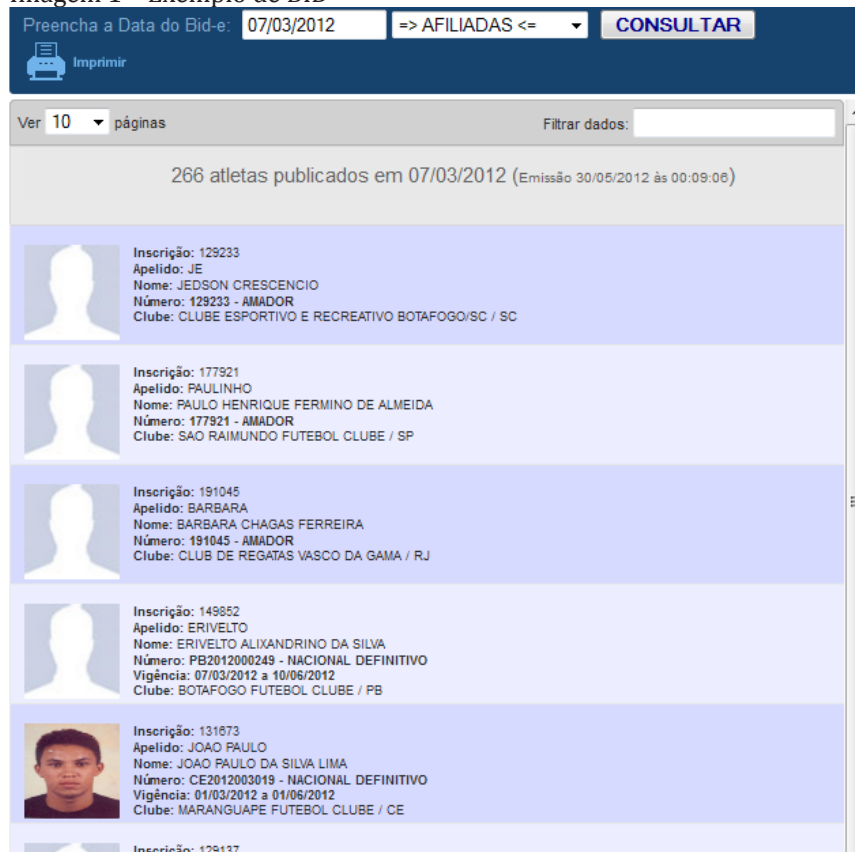 Imagem 1 – Exemplo de BID
Preencha a Data do Bid-e: 07/03/2012 => AFILIADAS <= CONSULTAR
Imprimir
Ver 10 páginas Filtrar dados:
266 atletas publicados em 07/03/2012 (Emissão 30/05/2012 às 00:09:06)
Inscrição: 129233
Apelido: JE
Nome: JEDSON CRESCENCIO
Número: 129233 - AMADOR
Clube: CLUBE ESPORTIVO E RECREATIVO BOTAFOGO/SC / SC
Inscrição: 177921
Apelido: PAULINHO
Nome: PAULO HENRIQUE FERMINO DE ALMEIDA
Número: 177921 - AMADOR
Clube: SAO RAIMUNDO FUTEBOL CLUBE / SP
Inscrição: 191045
Apelido: BARBARA
Nome: BARBARA CHAGAS FERREIRA
Número: 191045 - AMADOR
Clube: CLUB DE REGATAS VASCO DA GAMA / RJ
Inscrição: 149852
Apelido: ERIVELTO
Nome: ERIVELTO ALIXANDRINO DA SILVA
Número: PB2012000249 - NACIONAL DEFINITIVO
Vigência: 07/03/2012 a 10/06/2012
Clube: BOTAFOGO FUTEBOL CLUBE / PB
Inscrição: 131673
Apelido: JOAO PAULO
Nome: JOAO PAULO DA SILVA LIMA
Número: CE2012003019 - NACIONAL DEFINITIVO
Vigência: 01/03/2012 a 01/06/2012
Clube: MARANGUAPE FUTEBOL CLUBE / CE
Inscrição: 129137